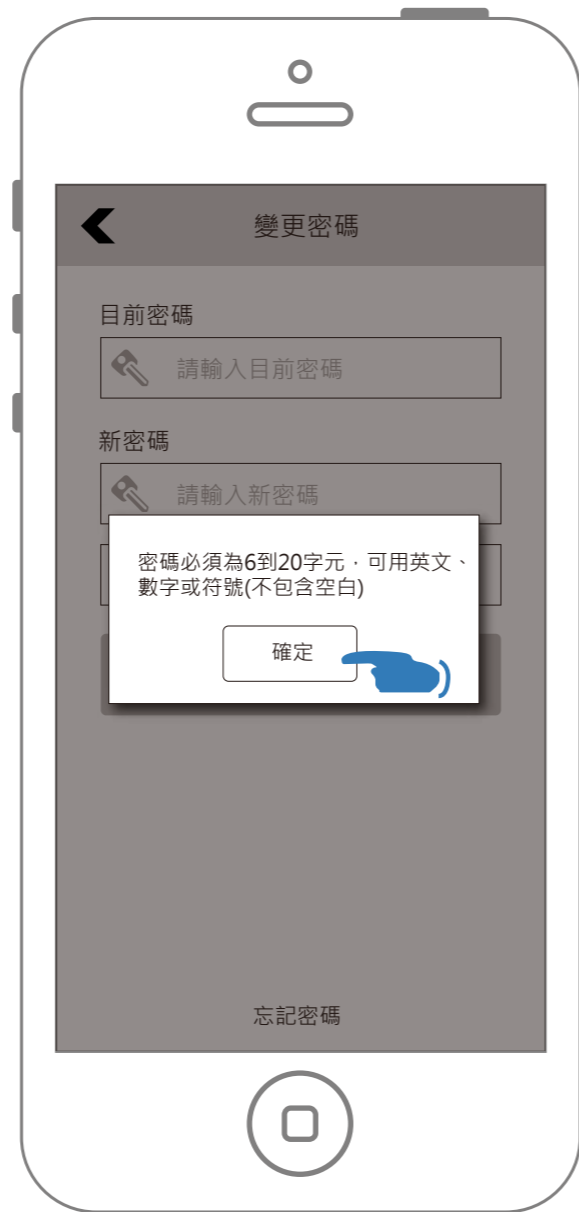 變更密碼
目前密碼
請輸入目前密碼
新密碼
請輸入新密碼
密碼必須為6到20字元，可用英文、
數字或符號(不包含空白)
確定
忘記密碼